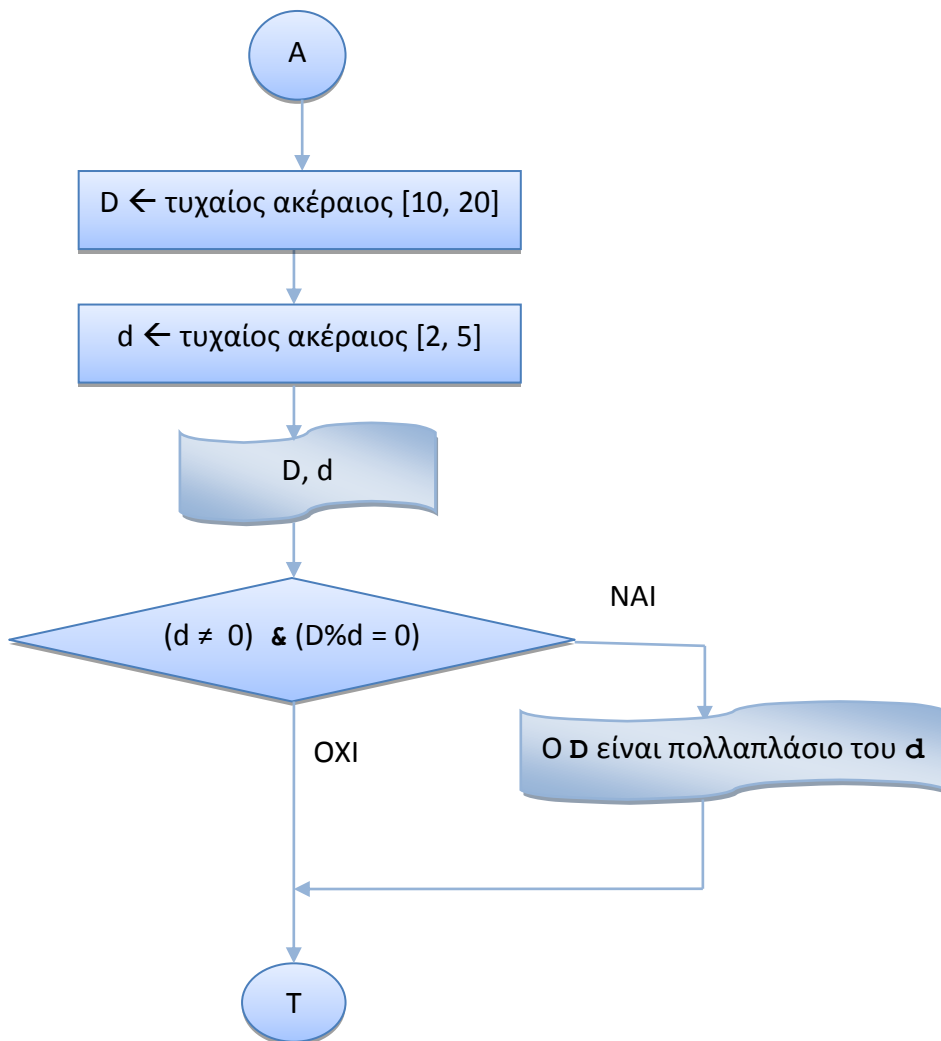 Α
D ← τυχαίος ακέραιος [10, 20]
d ← τυχαίος ακέραιος [2, 5]
D, d
(d ≠ 0) & (D%d = 0)
ΝΑΙ
ΟΧΙ
Ο D είναι πολλαπλάσιο του d
Τ